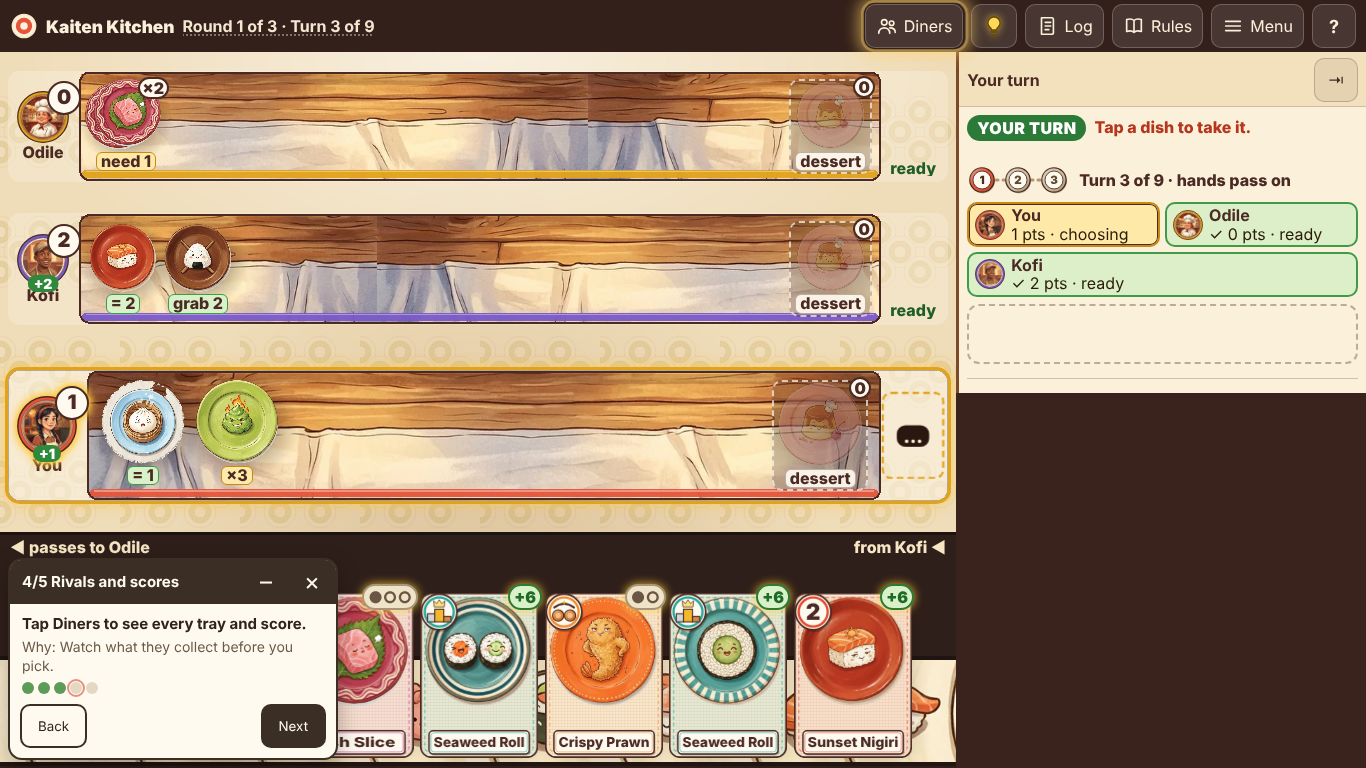 Kaiten Kitchen Round 1 of 3 · Turn 3 of 9
Diners
Log
Rules
Menu
?
0
Odile
×2
need 1
0
dessert
ready
2
+2
Kofi
= 2
grab 2
0
dessert
ready
1
+1
You
= 1
×3
0
dessert
...
Your turn
YOUR TURN Tap a dish to take it.
1 2 3 Turn 3 of 9 · hands pass on
You
1 pts · choosing
Odile
✓ 0 pts · ready
Kofi
✓ 2 pts · ready
◀ passes to Odile
from Kofi ◀
4/5 Rivals and scores
Tap Diners to see every tray and score.
Why: Watch what they collect before you
pick.
Back
Next
h Slice
+6
Seaweed Roll
Crispy Prawn
+6
Seaweed Roll
2
+6
Sunset Nigiri